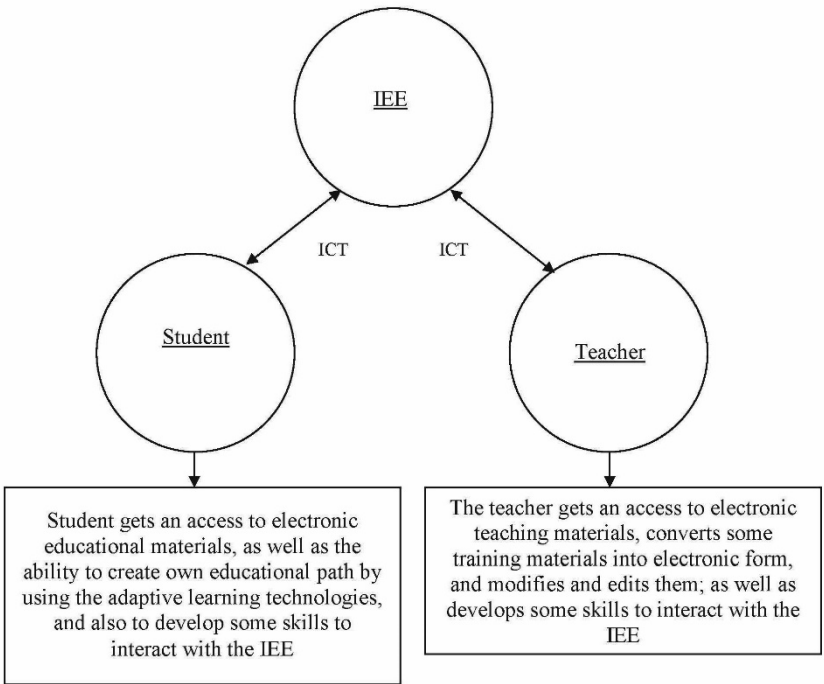 IEE
ICT
ICT
Student
Teacher
Student gets an access to electronic
educational materials, as well as the
ability to create own educational path by
using the adaptive learning technologies,
and also to develop some skills to
interact with the IEE
The teacher gets an access to electronic
teaching materials, converts some
training materials into electronic form,
and modifies and edits them; as well as
develops some skills to interact with the
IEE